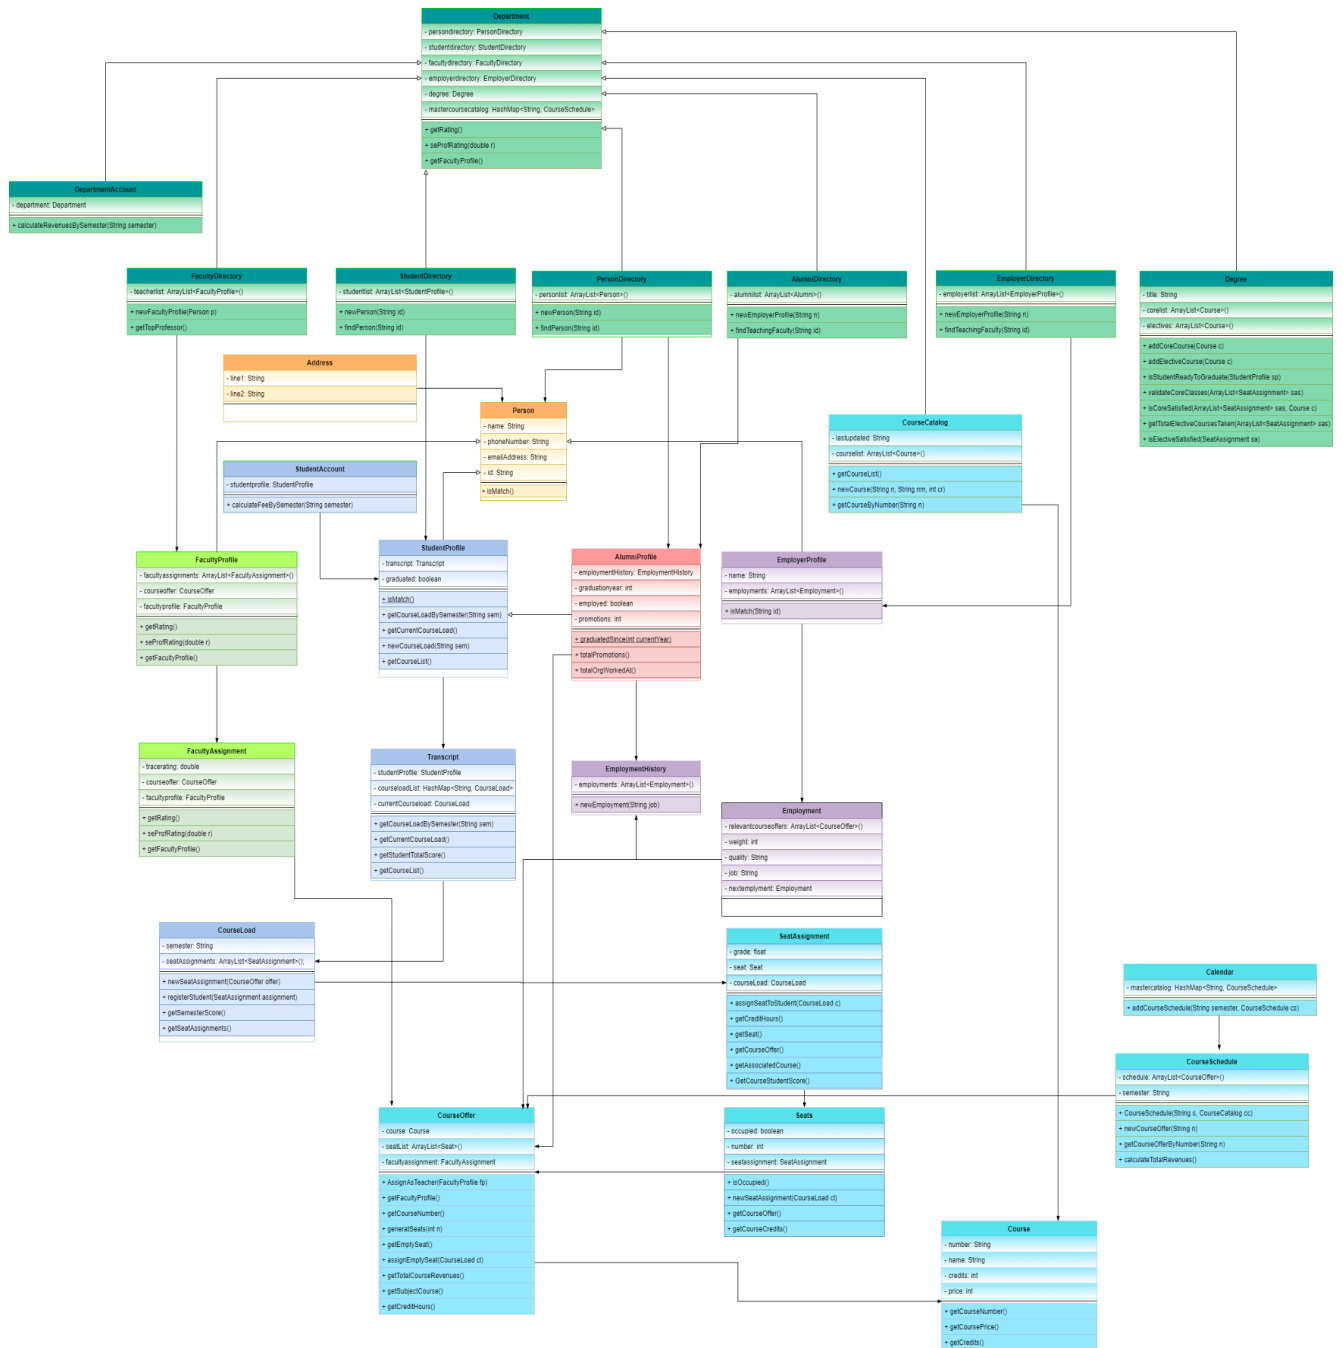 Department
- persondirectory: PersonDirectory
- studentdirectory: StudentDirectory
- facultydirectory: FacultyDirectory
- employerdirectory: EmployerDirectory
- degree: Degree
- mastercoursecatalog: HashMap<String, CourseSchedule>
+ getRating()
+ seProfRating(double r)
+ getFacultyProfile()
DepartmentAccount
- department: Department
+ calculateRevenuesBySemester(String semester)
FacultyDirectory
- teacherlist: ArrayList<FacultyProfile>()
+ newFacultyProfile(Person p)
+ getTopProfessor()
StudentDirectory
- studentlist: ArrayList<StudentProfile>()
+ newPerson(String id)
+ findPerson(String id)
PersonDirectory
- personlist: ArrayList<Person>()
+ newPerson(String id)
+ findPerson(String id)
AlumniDirectory
- alumnilist: ArrayList<Alumni>()
+ newEmployerProfile(String n)
+ findTeachingFaculty(String id)
EmployerDirectory
- employerlist: ArrayList<EmployerProfile>()
+ newEmployerProfile(String n)
+ findTeachingFaculty(String id)
Degree
- title: String
- corelist: ArrayList<Course>()
- electives: ArrayList<Course>()
+ addCoreCourse(Course c)
+ addElectiveCourse(Course c)
+ isStudentReadyToGraduate(StudentProfile sp)
+ validateCoreClasses(ArrayList<SeatAssignment> sas)
+ isCoreSatisfied(ArrayList<SeatAssignment> sas, Course c)
+ getTotalElectiveCoursesTaken(ArrayList<SeatAssignment> sas)
+ isElectiveSatisfied(SeatAssignment sa)
Address
- line1: String
- line2: String
Person
- name: String
- phoneNumber: String
- emailAddress: String
- id: String
+ isMatch()
CourseCatalog
- lastupdated: String
- courselist: ArrayList<Course>()
+ getCourseList()
+ newCourse(String n, String nm, int cr)
+ getCourseByNumber(String n)
StudentAccount
- studentprofile: StudentProfile
+ calculateFeeBySemester(String semester)
FacultyProfile
- facultyassignments: ArrayList<FacultyAssignment>()
- courseoffer: CourseOffer
- facultyprofile: FacultyProfile
+ getRating()
+ seProfRating(double r)
+ getFacultyProfile()
StudentProfile
- transcript: Transcript
- graduated: boolean
+ isMatch()
+ getCourseLoadBySemester(String sem)
+ getCurrentCourseLoad()
+ newCourseLoad(String sem)
+ getCourseList()
AlumniProfile
- employmentHistory: EmploymentHistory
- graduationyear: int
- employed: boolean
- promotions: int
+ graduatedSince(int currentYear)
+ totalPromotions()
+ totalOrgWorkedAt()
EmployerProfile
- name: String
- employments: ArrayList<Employment>()
+ isMatch(String id)
FacultyAssignment
- tracerating: double
- courseoffer: CourseOffer
- facultyprofile: FacultyProfile
+ getRating()
+ seProfRating(double r)
+ getFacultyProfile()
Transcript
- studentProfile: StudentProfile
- courseloadList: HashMap<String, CourseLoad>
- currentCourseload: CourseLoad
+ getCourseLoadBySemester(String sem)
+ getCurrentCourseLoad()
+ getStudentTotalScore()
+ getCourseList()
EmploymentHistory
- employments: ArrayList<Employment>()
+ newEmployment(String job)
Employment
- relevantcourseoffers: ArrayList<CourseOffer>()
- weight: int
- quality: String
- job: String
- nextemplyment: Employment
CourseLoad
- semester: String
- seatAssignments: ArrayList<SeatAssignment>();
+ newSeatAssignment(CourseOffer offer)
+ registerStudent(SeatAssignment assignment)
+ getSemesterScore()
+ getSeatAssignments()
SeatAssignment
- grade: float
- seat: Seat
- courseLoad: CourseLoad
+ assignSeatToStudent(CourseLoad c)
+ getCreditHours()
+ getSeat()
+ getCourseOffer()
+ getAssociatedCourse()
+ GetCourseStudentScore()
Calendar
- mastercatalog: HashMap<String, CourseSchedule>
+ addCourseSchedule(String semester, CourseSchedule cs)
CourseSchedule
- schedule: ArrayList<CourseOffer>()
- semester: String
+ CourseSchedule(String s, CourseCatalog cc)
+ newCourseOffer(String n)
+ getCourseOfferByNumber(String n)
+ calculateTotalRevenues()
CourseOffer
- course: Course
- seatList: ArrayList<Seat>()
- facultyassignment: FacultyAssignment
+ AssignAsTeacher(FacultyProfile fp)
+ getFacultyProfile()
+ getCourseNumber()
+ generatSeats(int n)
+ getEmptySeat()
+ assignEmptySeat(CourseLoad cl)
+ getTotalCourseRevenues()
+ getSubjectCourse()
+ getCreditHours()
Seats
- occupied: boolean
- number: int
- seatassignment: SeatAssignment
+ isOccupied()
+ newSeatAssignment(CourseLoad cl)
+ getCourseOffer()
+ getCourseCredits()
Course
- number: String
- name: String
- credits: int
- price: int
+ getCourseNumber()
+ getCoursePrice()
+ getCredits()